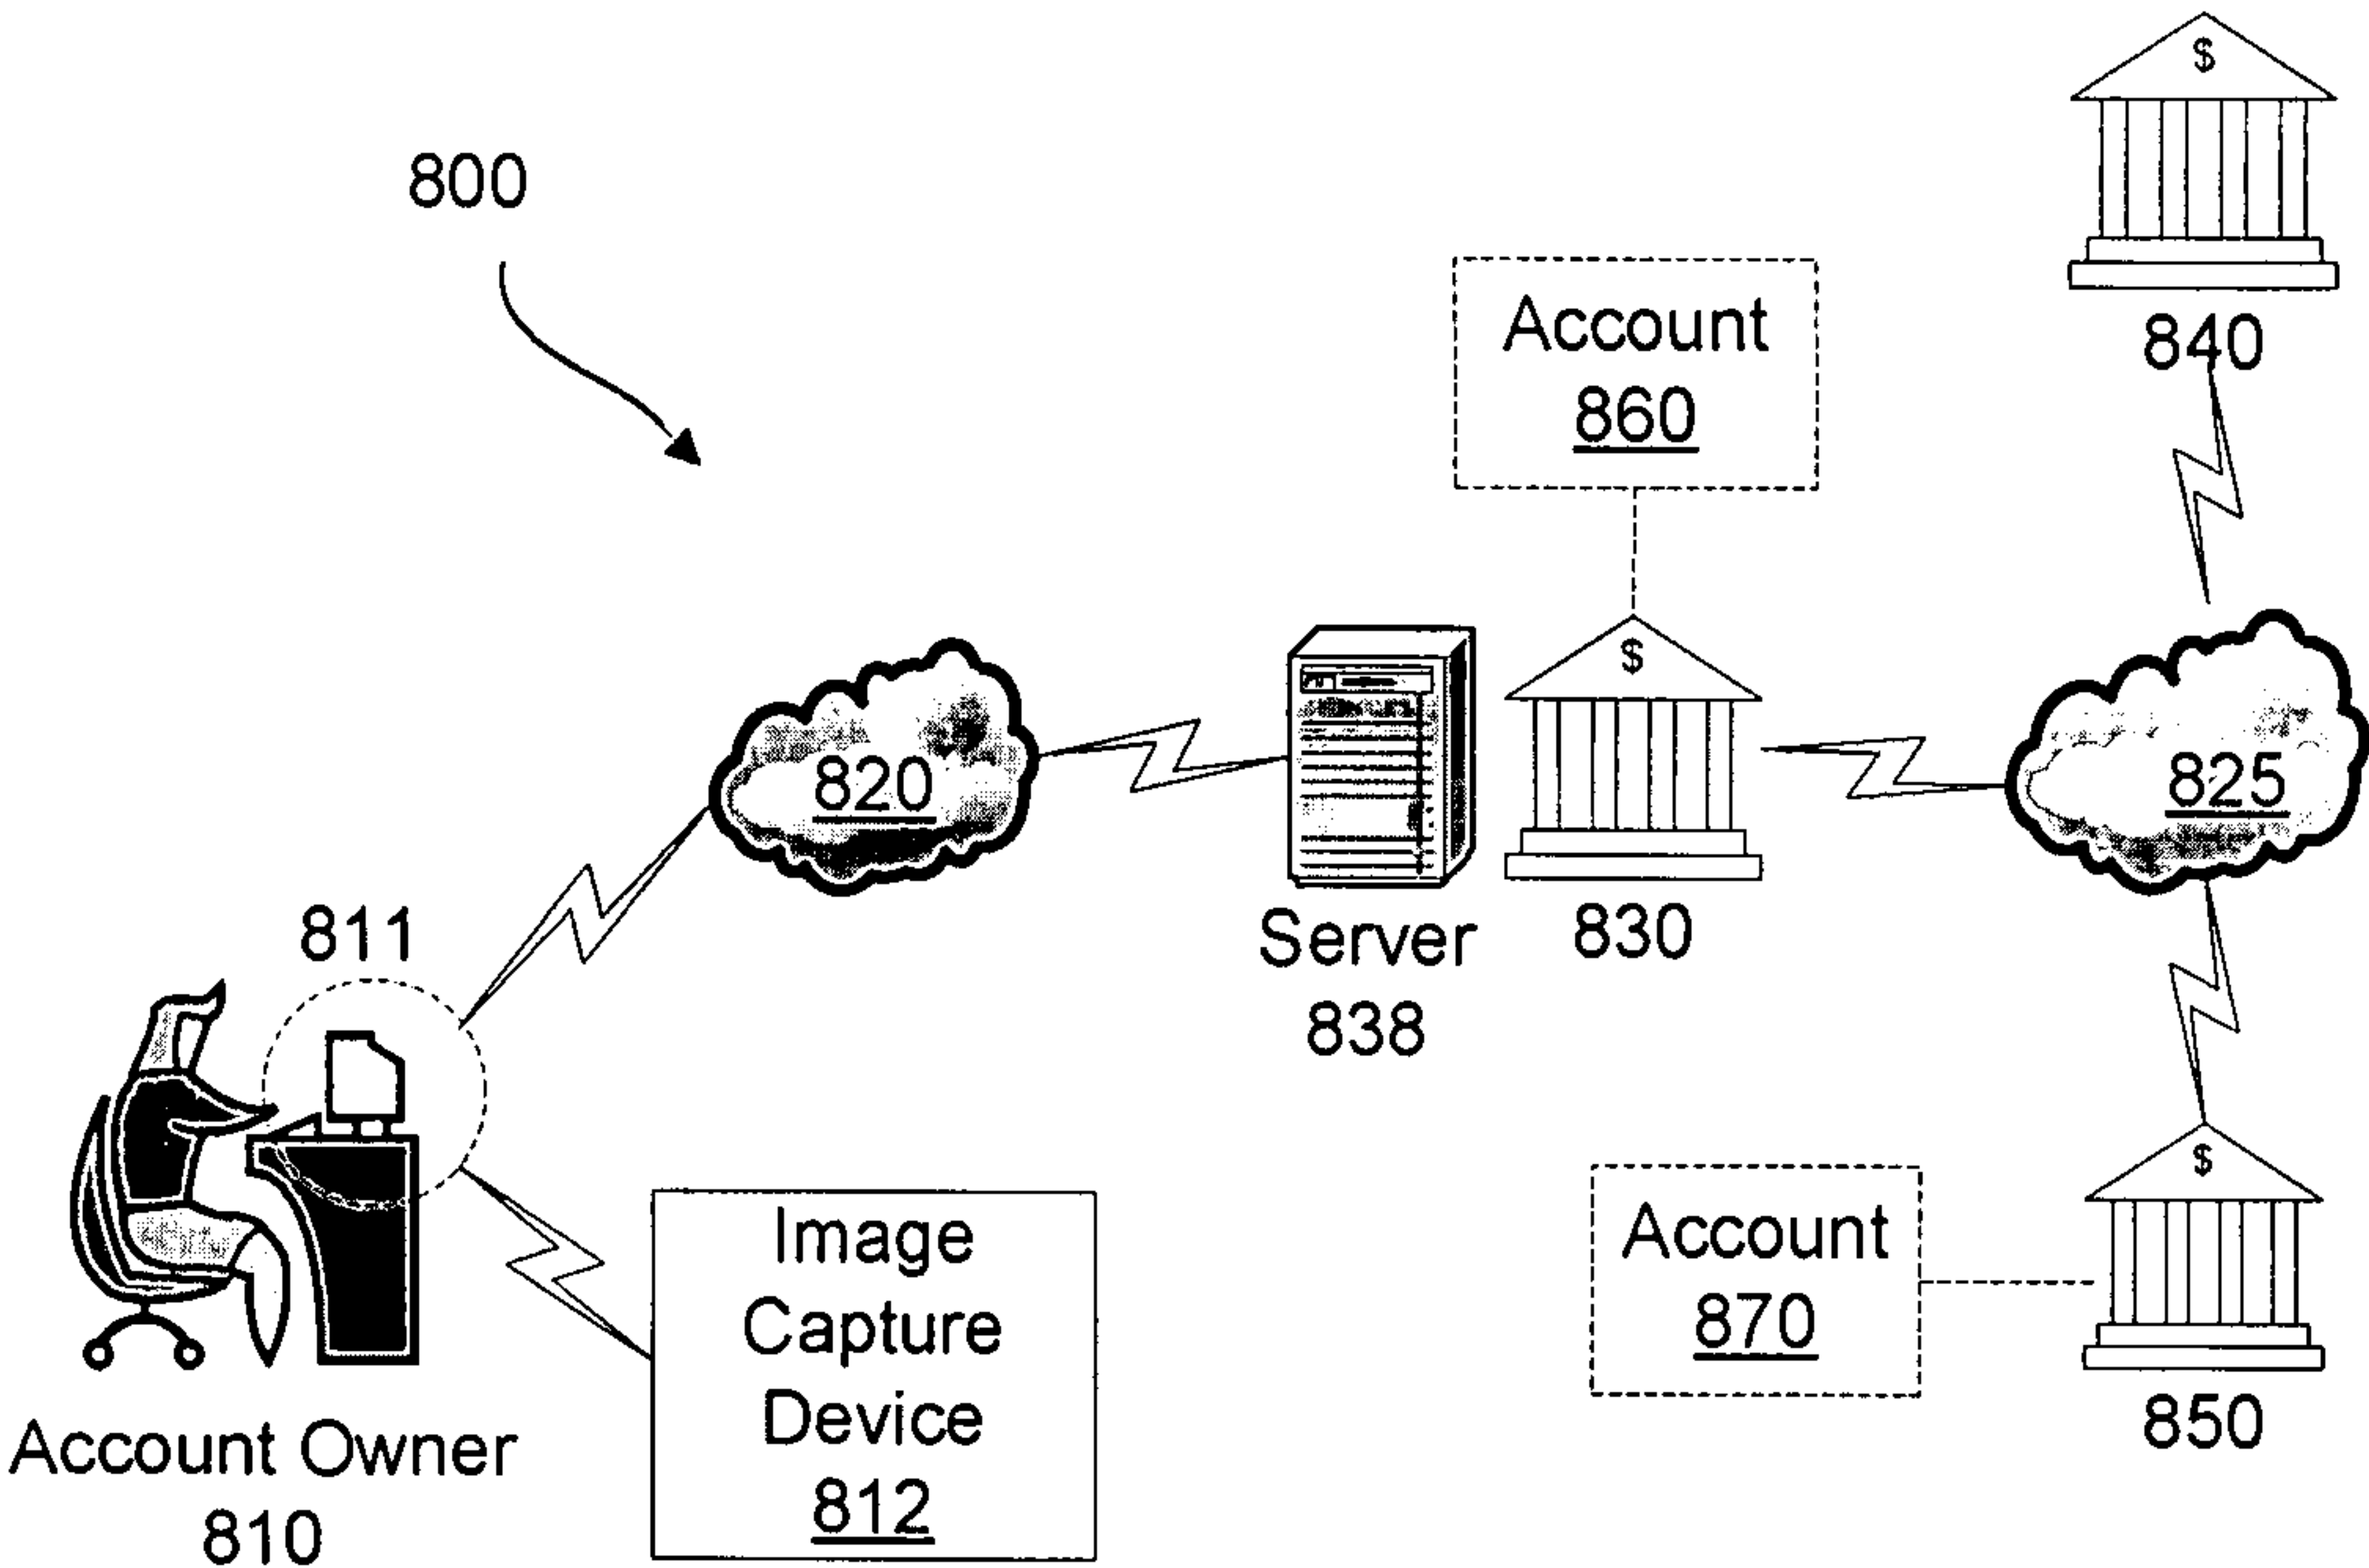 800
$
840
Account
860
$
820
825
Server
838
830
811
Account
870
$
850
Image
Capture
Device
812
Account Owner
810